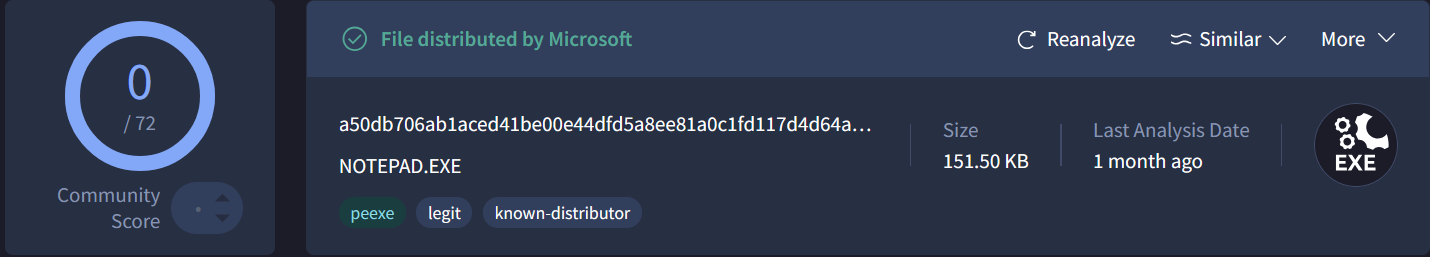 0
/ 72
Community
Score
File distributed by Microsoft
Reanalyze
Similar
More
a50db706ab1aced41be00e44dfd5a8ee81a0c1fd117d4d64a…
NOTEPAD.EXE
peexe legit known-distributor
Size
151.50 KB
Last Analysis Date
1 month ago
EXE